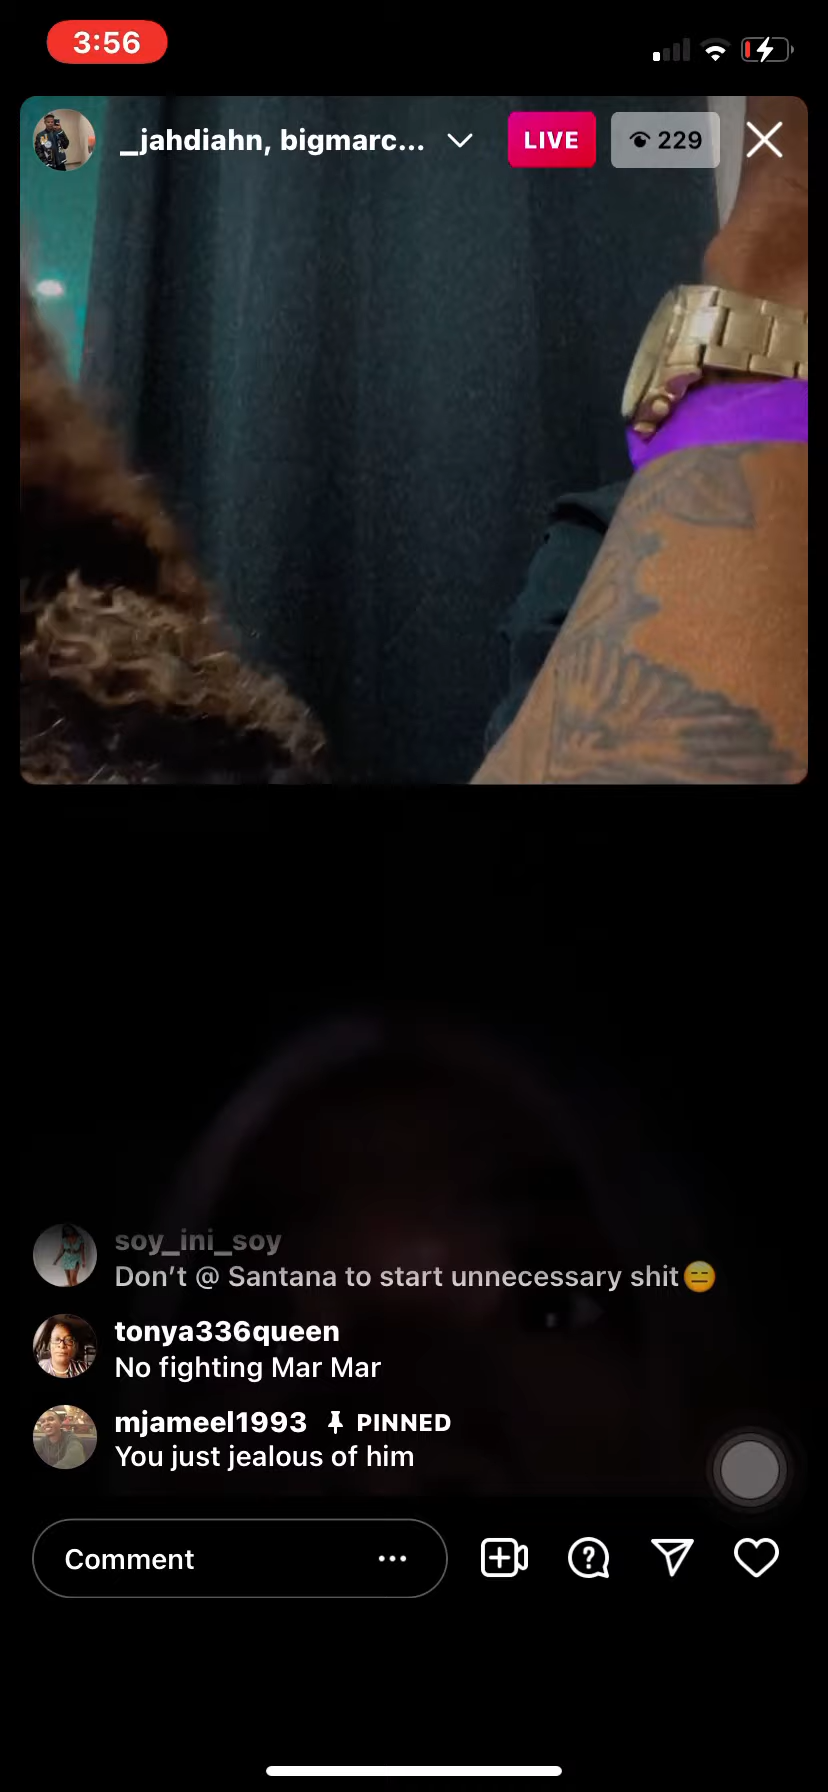 3:56
_jahdiahn, bigmarc...
LIVE
229
soy_ini_soy
Don't @ Santana to start unnecessary shit😑
tonya336queen
No fighting Mar Mar
mjameel1993 PINNED
You just jealous of him
Comment